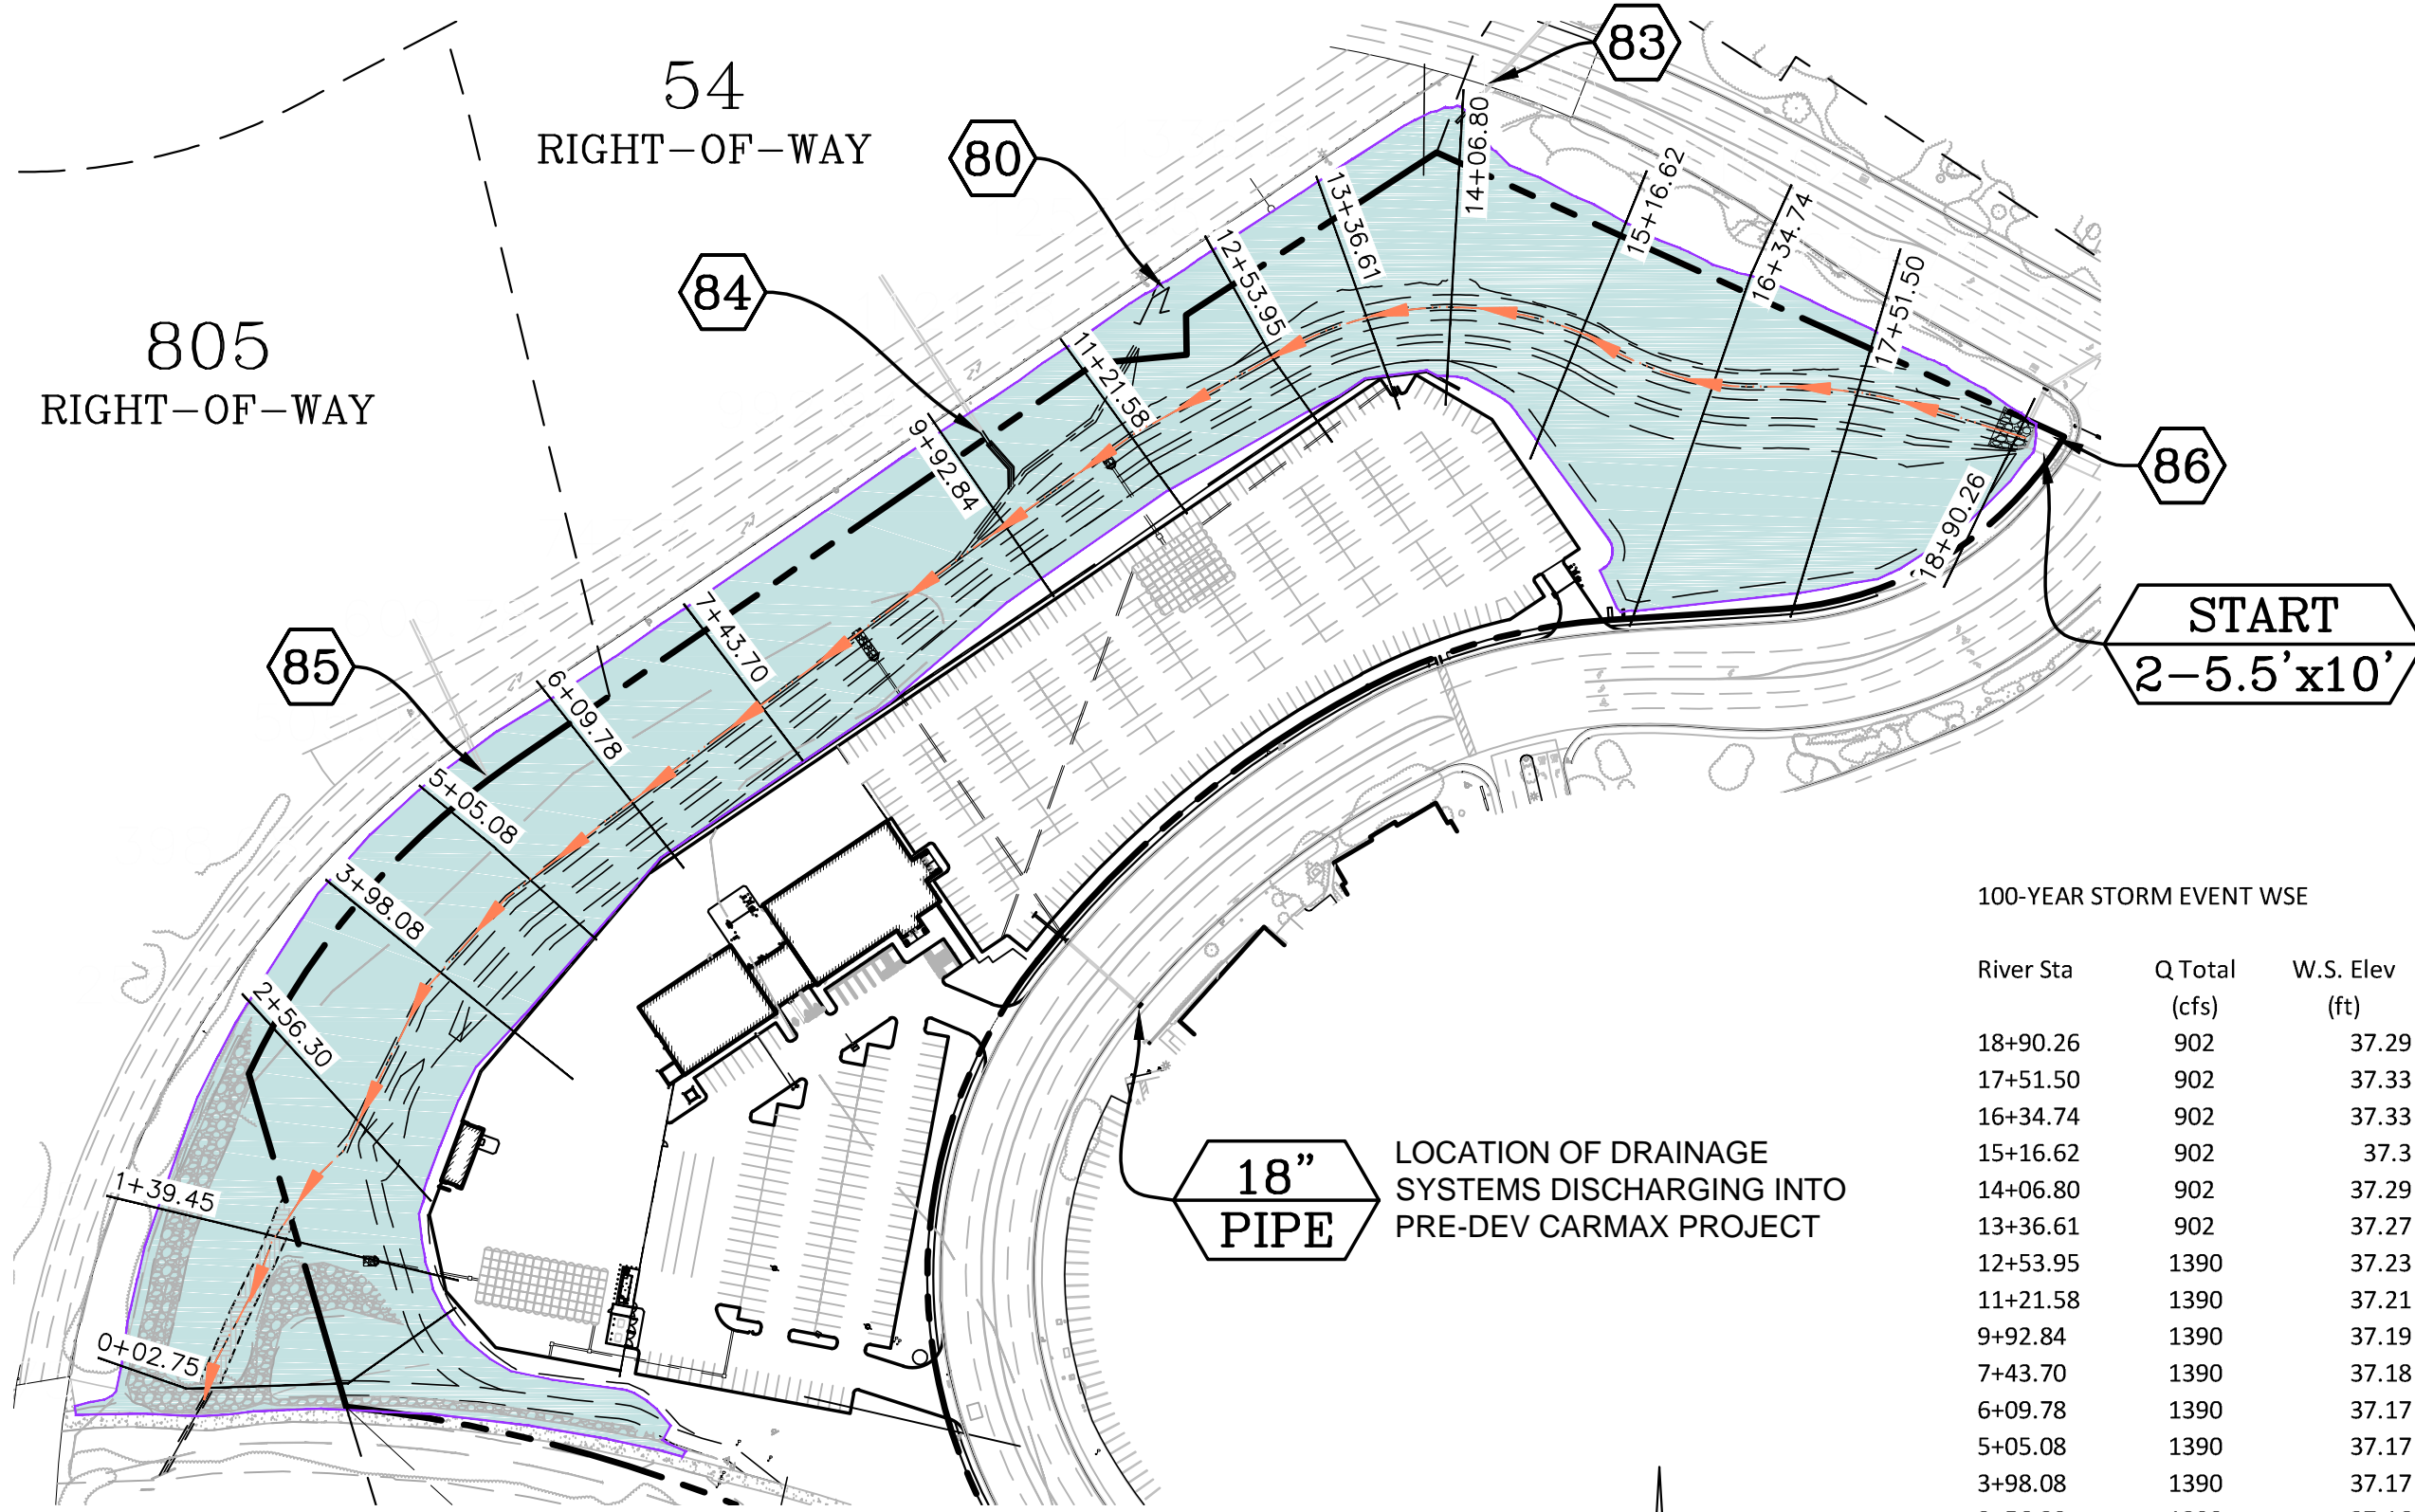 54
RIGHT-OF-WAY
805
RIGHT-OF-WAY
83
80
84
85
86
14+06.80
13+36.61
12+53.95
11+21.58
9+92.84
7+43.70
6+09.78
5+05.08
3+98.08
2+56.30
1+39.45
0+02.75
15+16.62
16+34.74
17+51.50
18+90.26
START
2-5.5'x10'
18"
PIPE
LOCATION OF DRAINAGE
SYSTEMS DISCHARGING INTO
PRE-DEV CARMAX PROJECT
100-YEAR STORM EVENT WSE
River Sta Q Total W.S. Elev
(cfs) (ft)
18+90.26 902 37.29
17+51.50 902 37.33
16+34.74 902 37.33
15+16.62 902 37.3
14+06.80 902 37.29
13+36.61 902 37.27
12+53.95 1390 37.23
11+21.58 1390 37.21
9+92.84 1390 37.19
7+43.70 1390 37.18
6+09.78 1390 37.17
5+05.08 1390 37.17
3+98.08 1390 37.17